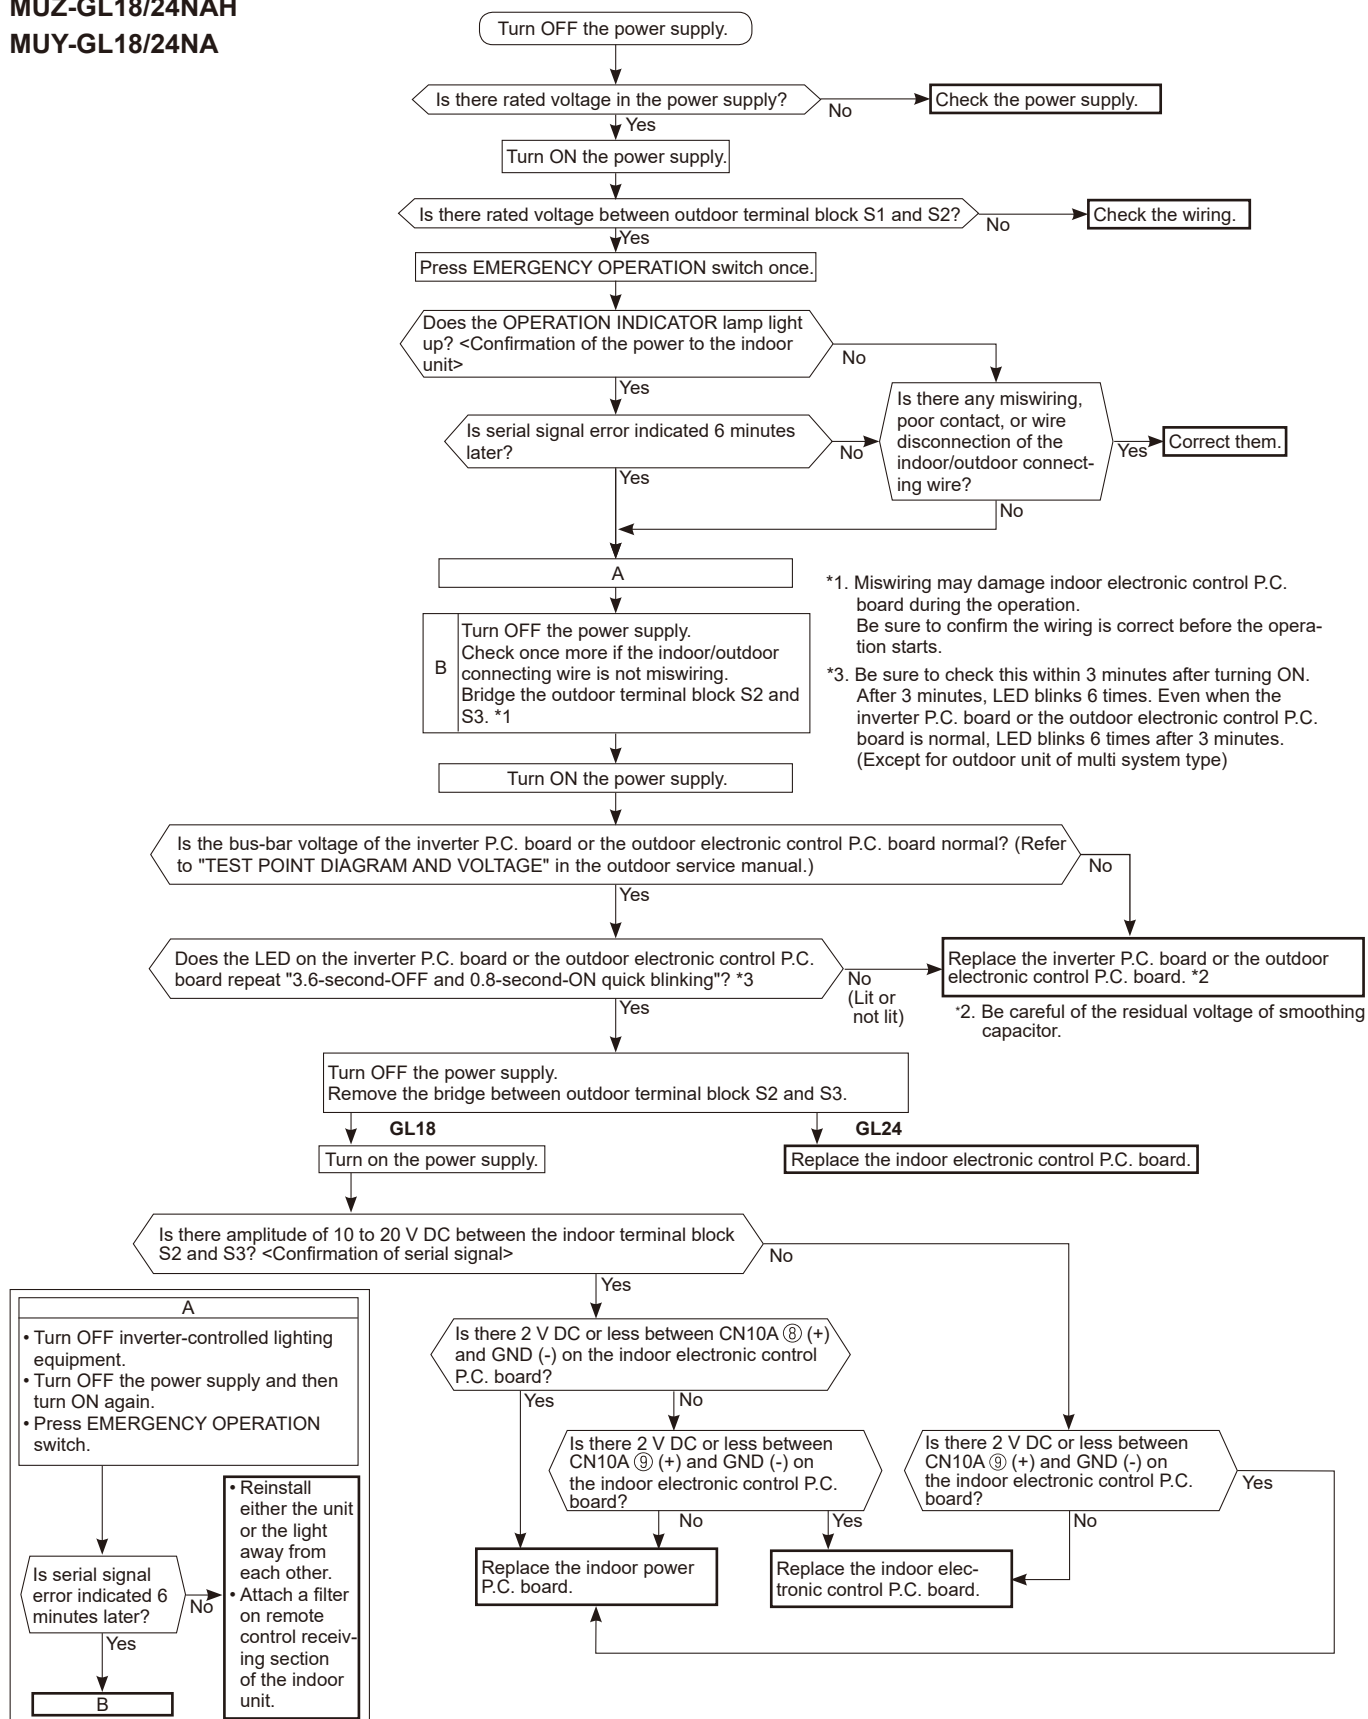 MUZ-GL18/24NAH
MUY-GL18/24NA
Turn OFF the power supply.
Is there rated voltage in the power supply?
No
Check the power supply.
Yes
Turn ON the power supply.
Is there rated voltage between outdoor terminal block S1 and S2?
No
Check the wiring.
Yes
Press EMERGENCY OPERATION switch once.
Does the OPERATION INDICATOR lamp light
up? <Confirmation of the power to the indoor
unit>
No
Yes
Is serial signal error indicated 6 minutes
later?
No
Yes
Is there any miswiring,
poor contact, or wire
disconnection of the
indoor/outdoor connect-
ing wire?
Yes
Correct them.
No
A
B
Turn OFF the power supply.
Check once more if the indoor/outdoor
connecting wire is not miswiring.
Bridge the outdoor terminal block S2 and
S3. *1
*1. Miswiring may damage indoor electronic control P.C.
board during the operation.
Be sure to confirm the wiring is correct before the opera-
tion starts.
*3. Be sure to check this within 3 minutes after turning ON.
After 3 minutes, LED blinks 6 times. Even when the
inverter P.C. board or the outdoor electronic control P.C.
board is normal, LED blinks 6 times after 3 minutes.
(Except for outdoor unit of multi system type)
Turn ON the power supply.
Is the bus-bar voltage of the inverter P.C. board or the outdoor electronic control P.C. board normal? (Refer
to "TEST POINT DIAGRAM AND VOLTAGE" in the outdoor service manual.)
No
Yes
Does the LED on the inverter P.C. board or the outdoor electronic control P.C.
board repeat "3.6-second-OFF and 0.8-second-ON quick blinking"? *3
No
(Lit or
not lit)
Yes
Replace the inverter P.C. board or the outdoor
electronic control P.C. board. *2
*2. Be careful of the residual voltage of smoothing
capacitor.
Turn OFF the power supply.
Remove the bridge between outdoor terminal block S2 and S3.
GL18
GL24
Turn on the power supply.
Replace the indoor electronic control P.C. board.
Is there amplitude of 10 to 20 V DC between the indoor terminal block
S2 and S3? <Confirmation of serial signal>
No
Yes
Is there 2 V DC or less between CN10A ⑧ (+)
and GND (-) on the indoor electronic control
P.C. board?
Yes
No
Is there 2 V DC or less between
CN10A ⑨ (+) and GND (-) on
the indoor electronic control P.C.
board?
No
Yes
Is there 2 V DC or less between
CN10A ⑨ (+) and GND (-) on
the indoor electronic control P.C.
board?
Yes
No
Replace the indoor power
P.C. board.
Replace the indoor elec-
tronic control P.C. board.
A
• Turn OFF inverter-controlled lighting
equipment.
• Turn OFF the power supply and then
turn ON again.
• Press EMERGENCY OPERATION
switch.
Is serial signal
error indicated 6
minutes later?
No
Yes
B
• Reinstall
either the unit
or the light
away from
each other.
• Attach a filter
on remote
control receiv-
ing section
of the indoor
unit.